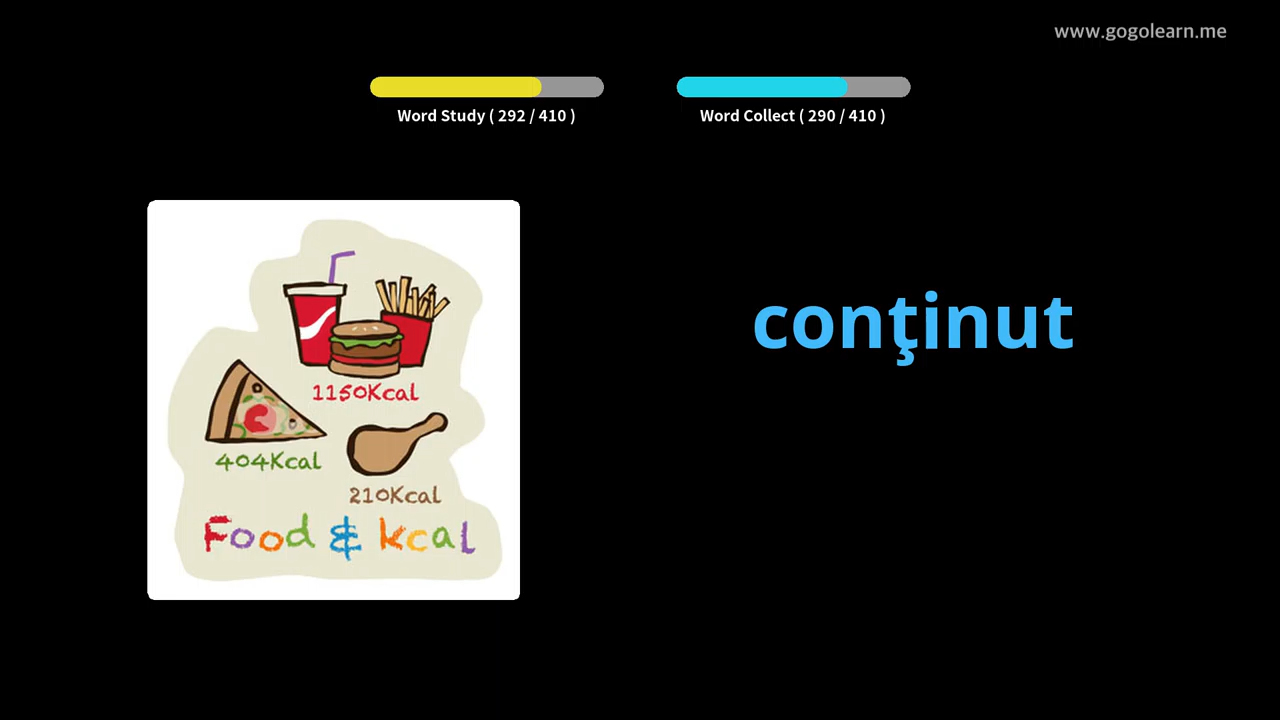 www.gogolearn.me
Word Study ( 292 / 410 )
Word Collect ( 290 / 410 )
conţinut
1150Kcal
404Kcal
210Kcal
Food & kcal